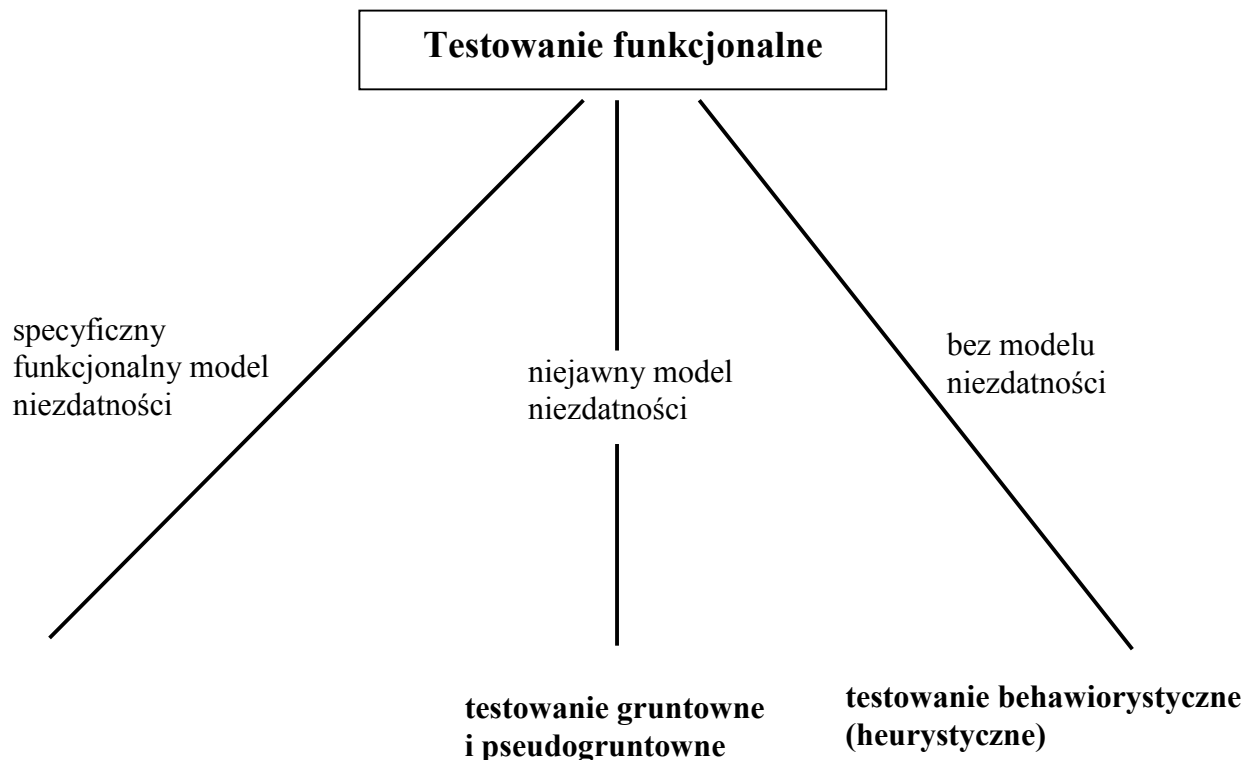 Testowanie funkcjonalne
specyficzny
funkcjonalny model
niezdatności
niejawny model
niezdatności
bez modelu
niezdatności
testowanie gruntowne
i pseudogruntowne
testowanie behawiorystyczne
(heurystyczne)